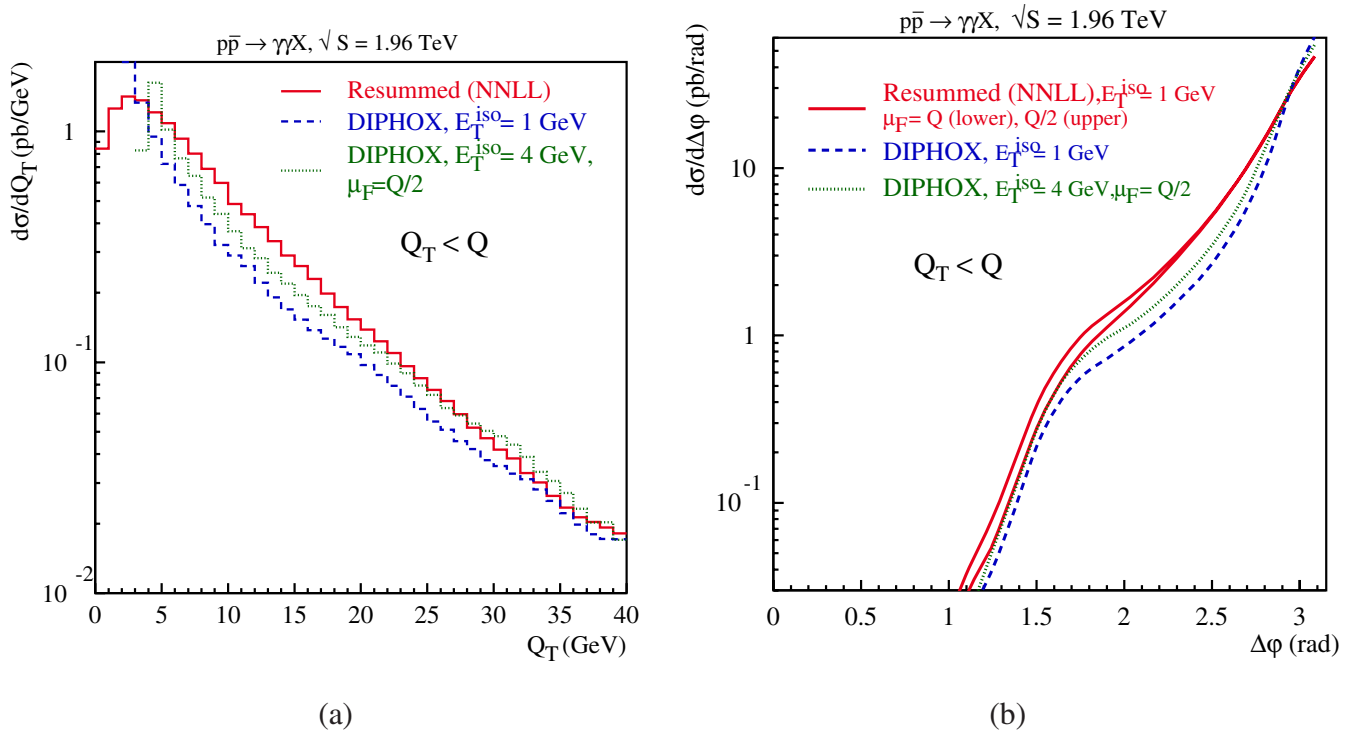 pp̄ → γγX, √S = 1.96 TeV
dσ/dQ_T (pb/GeV)
Resummed (NNLL)
DIPHOX, E_T^iso = 1 GeV
DIPHOX, E_T^iso = 4 GeV,
μ_F=Q/2
Q_T < Q
1
10^-1
10^-2
0 5 10 15 20 25 30 35 40
Q_T (GeV)
(a)
pp̄ → γγX, √S = 1.96 TeV
dσ/dΔφ (pb/rad)
Resummed (NNLL), E_T^iso = 1 GeV
μ_F = Q (lower), Q/2 (upper)
DIPHOX, E_T^iso = 1 GeV
DIPHOX, E_T^iso = 4 GeV, μ_F = Q/2
Q_T < Q
10
1
10^-1
0 0.5 1 1.5 2 2.5 3
Δφ (rad)
(b)